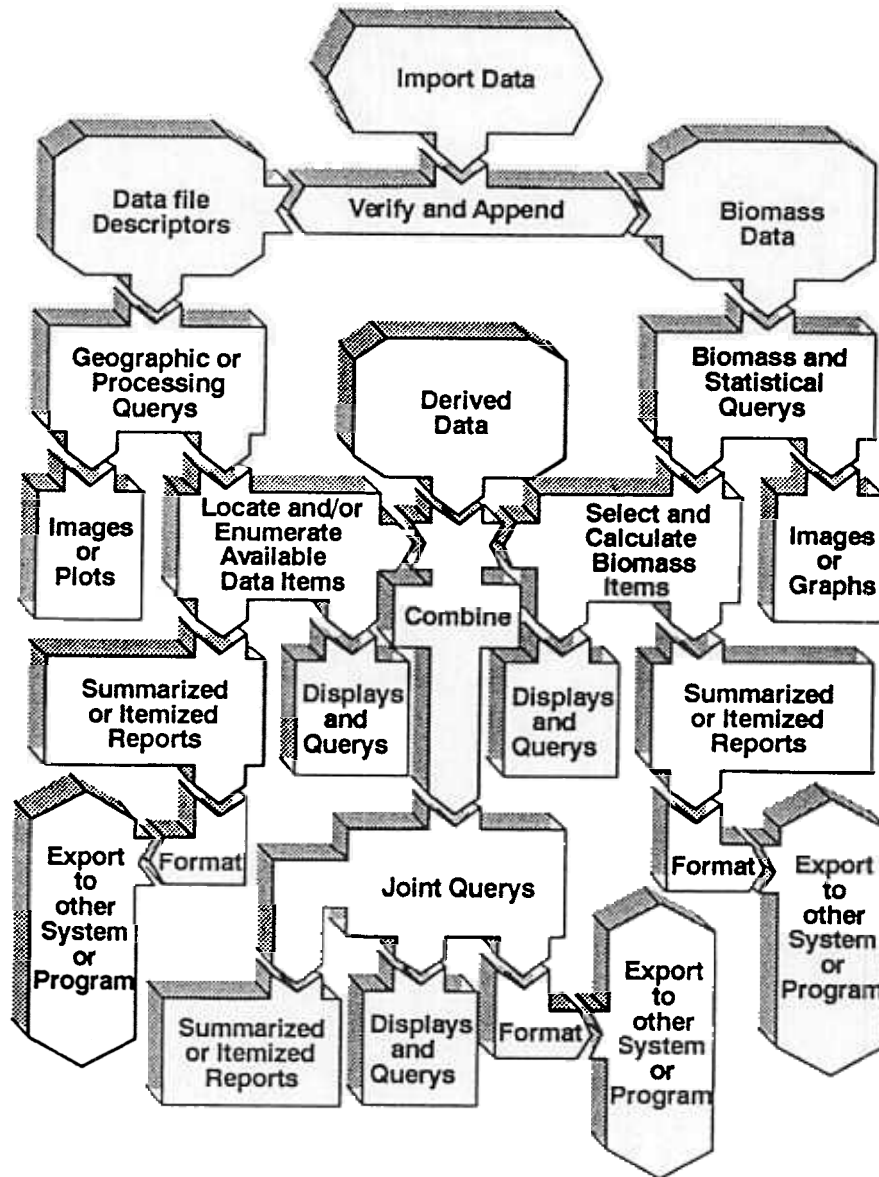 Import Data
Data file
Descriptors
Verify and Append
Biomass
Data
Geographic or
Processing
Querys
Derived
Data
Biomass and
Statistical
Querys
Images
or
Plots
Locate and/or
Enumerate
Available
Data Items
Combine
Select and
Calculate
Biomass
Items
Images
or
Graphs
Summarized
or Itemized
Reports
Displays
and
Querys
Displays
and
Querys
Summarized
or Itemized
Reports
Export
to
other
System
or
Program
Format
Joint Querys
Format
Export
to
other
System
or
Program
Summarized
or Itemized
Reports
Displays
and
Querys
Format
Export
to
other
System
or
Program